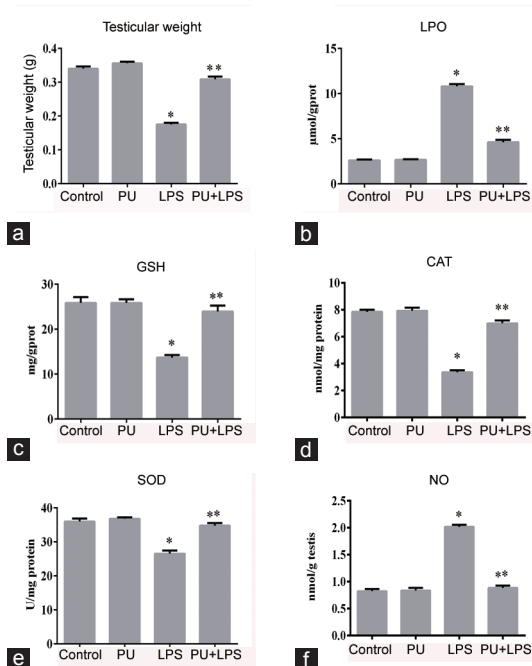 Testicular weight
Testicular weight (g)
0.4
0.3
0.2
0.1
0.0
*
**
Control PU LPS PU+LPS
a
LPO
µmol/gprot
15
10
5
0
*
**
Control PU LPS PU+LPS
b
GSH
mg/gprot
30
20
10
0
*
**
Control PU LPS PU+LPS
c
CAT
nmol/mg protein
10
8
6
4
2
0
*
**
Control PU LPS PU+LPS
d
SOD
U/mg protein
40
30
20
10
0
*
**
Control PU LPS PU+LPS
e
NO
nmol/g testis
2.5
2.0
1.5
1.0
0.5
0.0
*
**
Control PU LPS PU+LPS
f